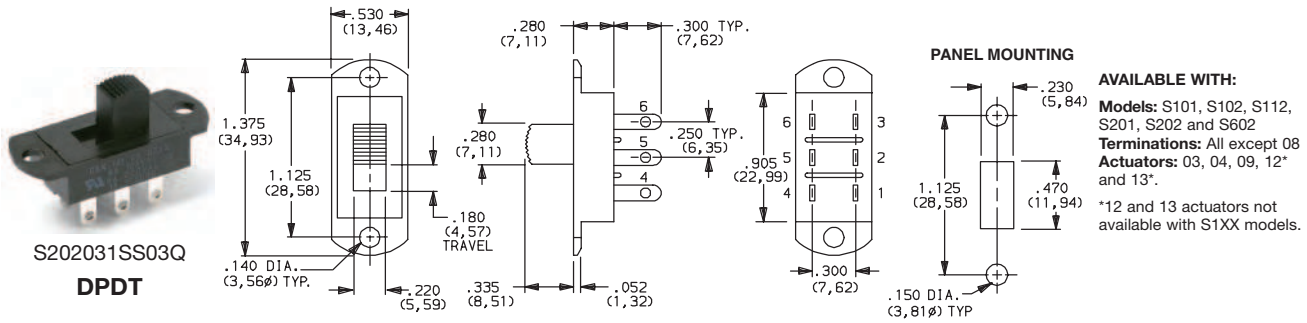 S202031SS03Q
DPDT
.530
(13,46)
1.375
(34,93)
1.125
(28,58)
.180
(4,57)
TRAVEL
.140 DIA.
(3,56ø) TYP.
.220
(5,59)
.280
(7,11)
.300 TYP.
(7,62)
.280
(7,11)
6
5
4
.250 TYP.
(6,35)
.335
(8,51)
.052
(1,32)
.905
(22,99)
6
3
5
2
4
1
.300
(7,62)
PANEL MOUNTING
.230
(5,84)
1.125
(28,58)
.470
(11,94)
.150 DIA.
(3,81ø) TYP
AVAILABLE WITH:
Models: S101, S102, S112,
S201, S202 and S602
Terminations: All except 08
Actuators: 03, 04, 09, 12*
and 13*.
*12 and 13 actuators not
available with S1XX models.